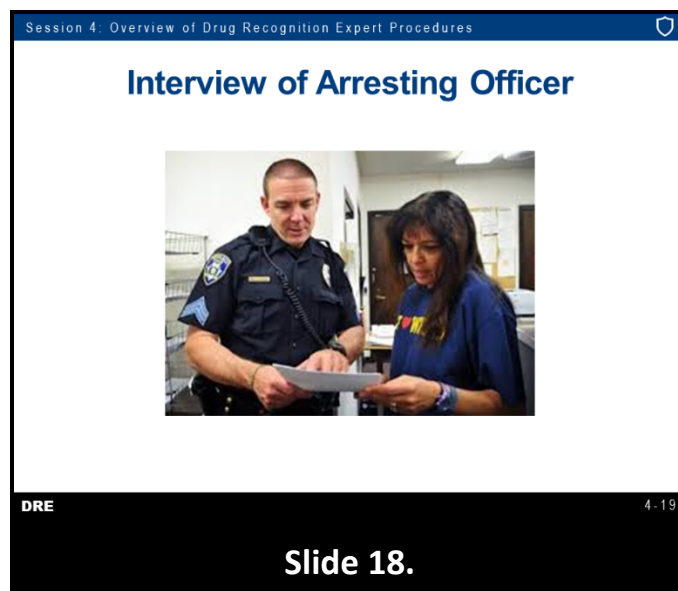 Session 4: Overview of Drug Recognition Expert Procedures
Interview of Arresting Officer
DRE
4-19
Slide 18.